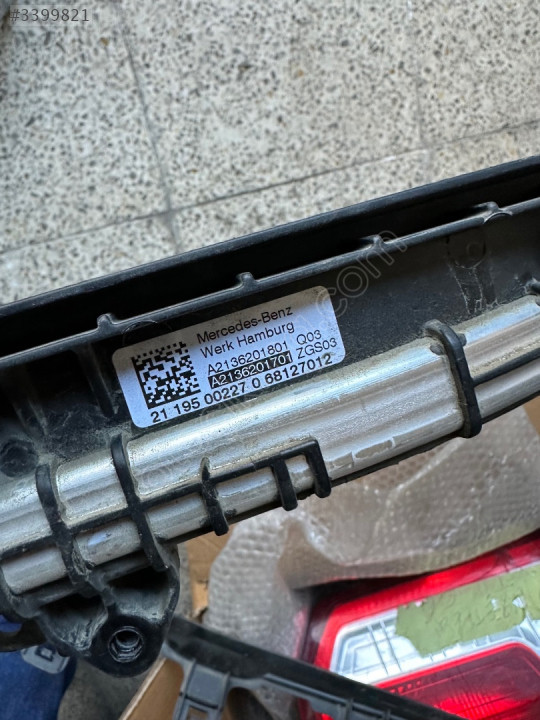 #3399821
Mercedes-Benz
Werk Hamburg
A2136201801 Q03
A2136201701 ZGS03
21 195 00227 0 68127012